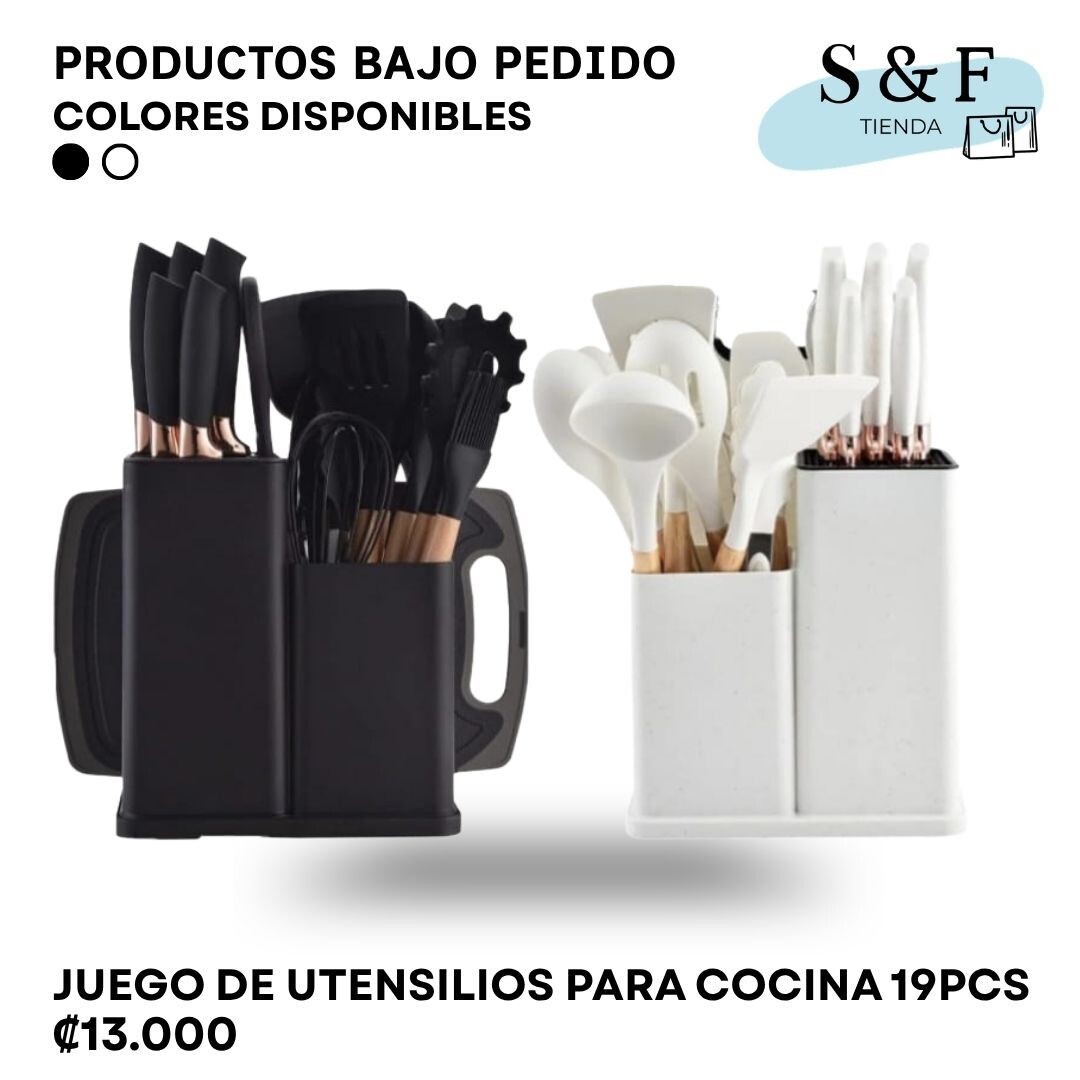 PRODUCTOS BAJO PEDIDO
COLORES DISPONIBLES
S & F
TIENDA
JUEGO DE UTENSILIOS PARA COCINA 19PCS
₡13.000